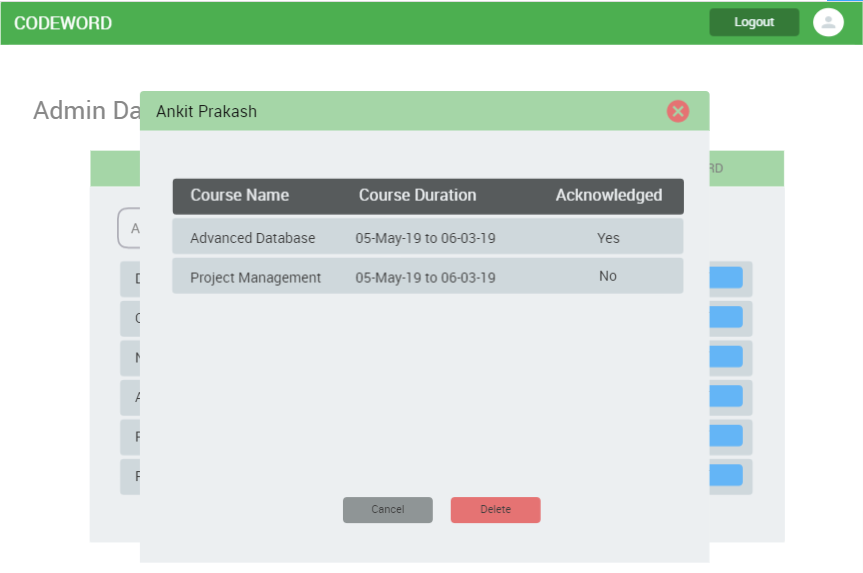 CODEWORD
Logout
Admin Da
Ankit Prakash
RD
Course Name Course Duration Acknowledged
A
Advanced Database 05-May-19 to 06-03-19 Yes
Project Management 05-May-19 to 06-03-19 No
Cancel Delete